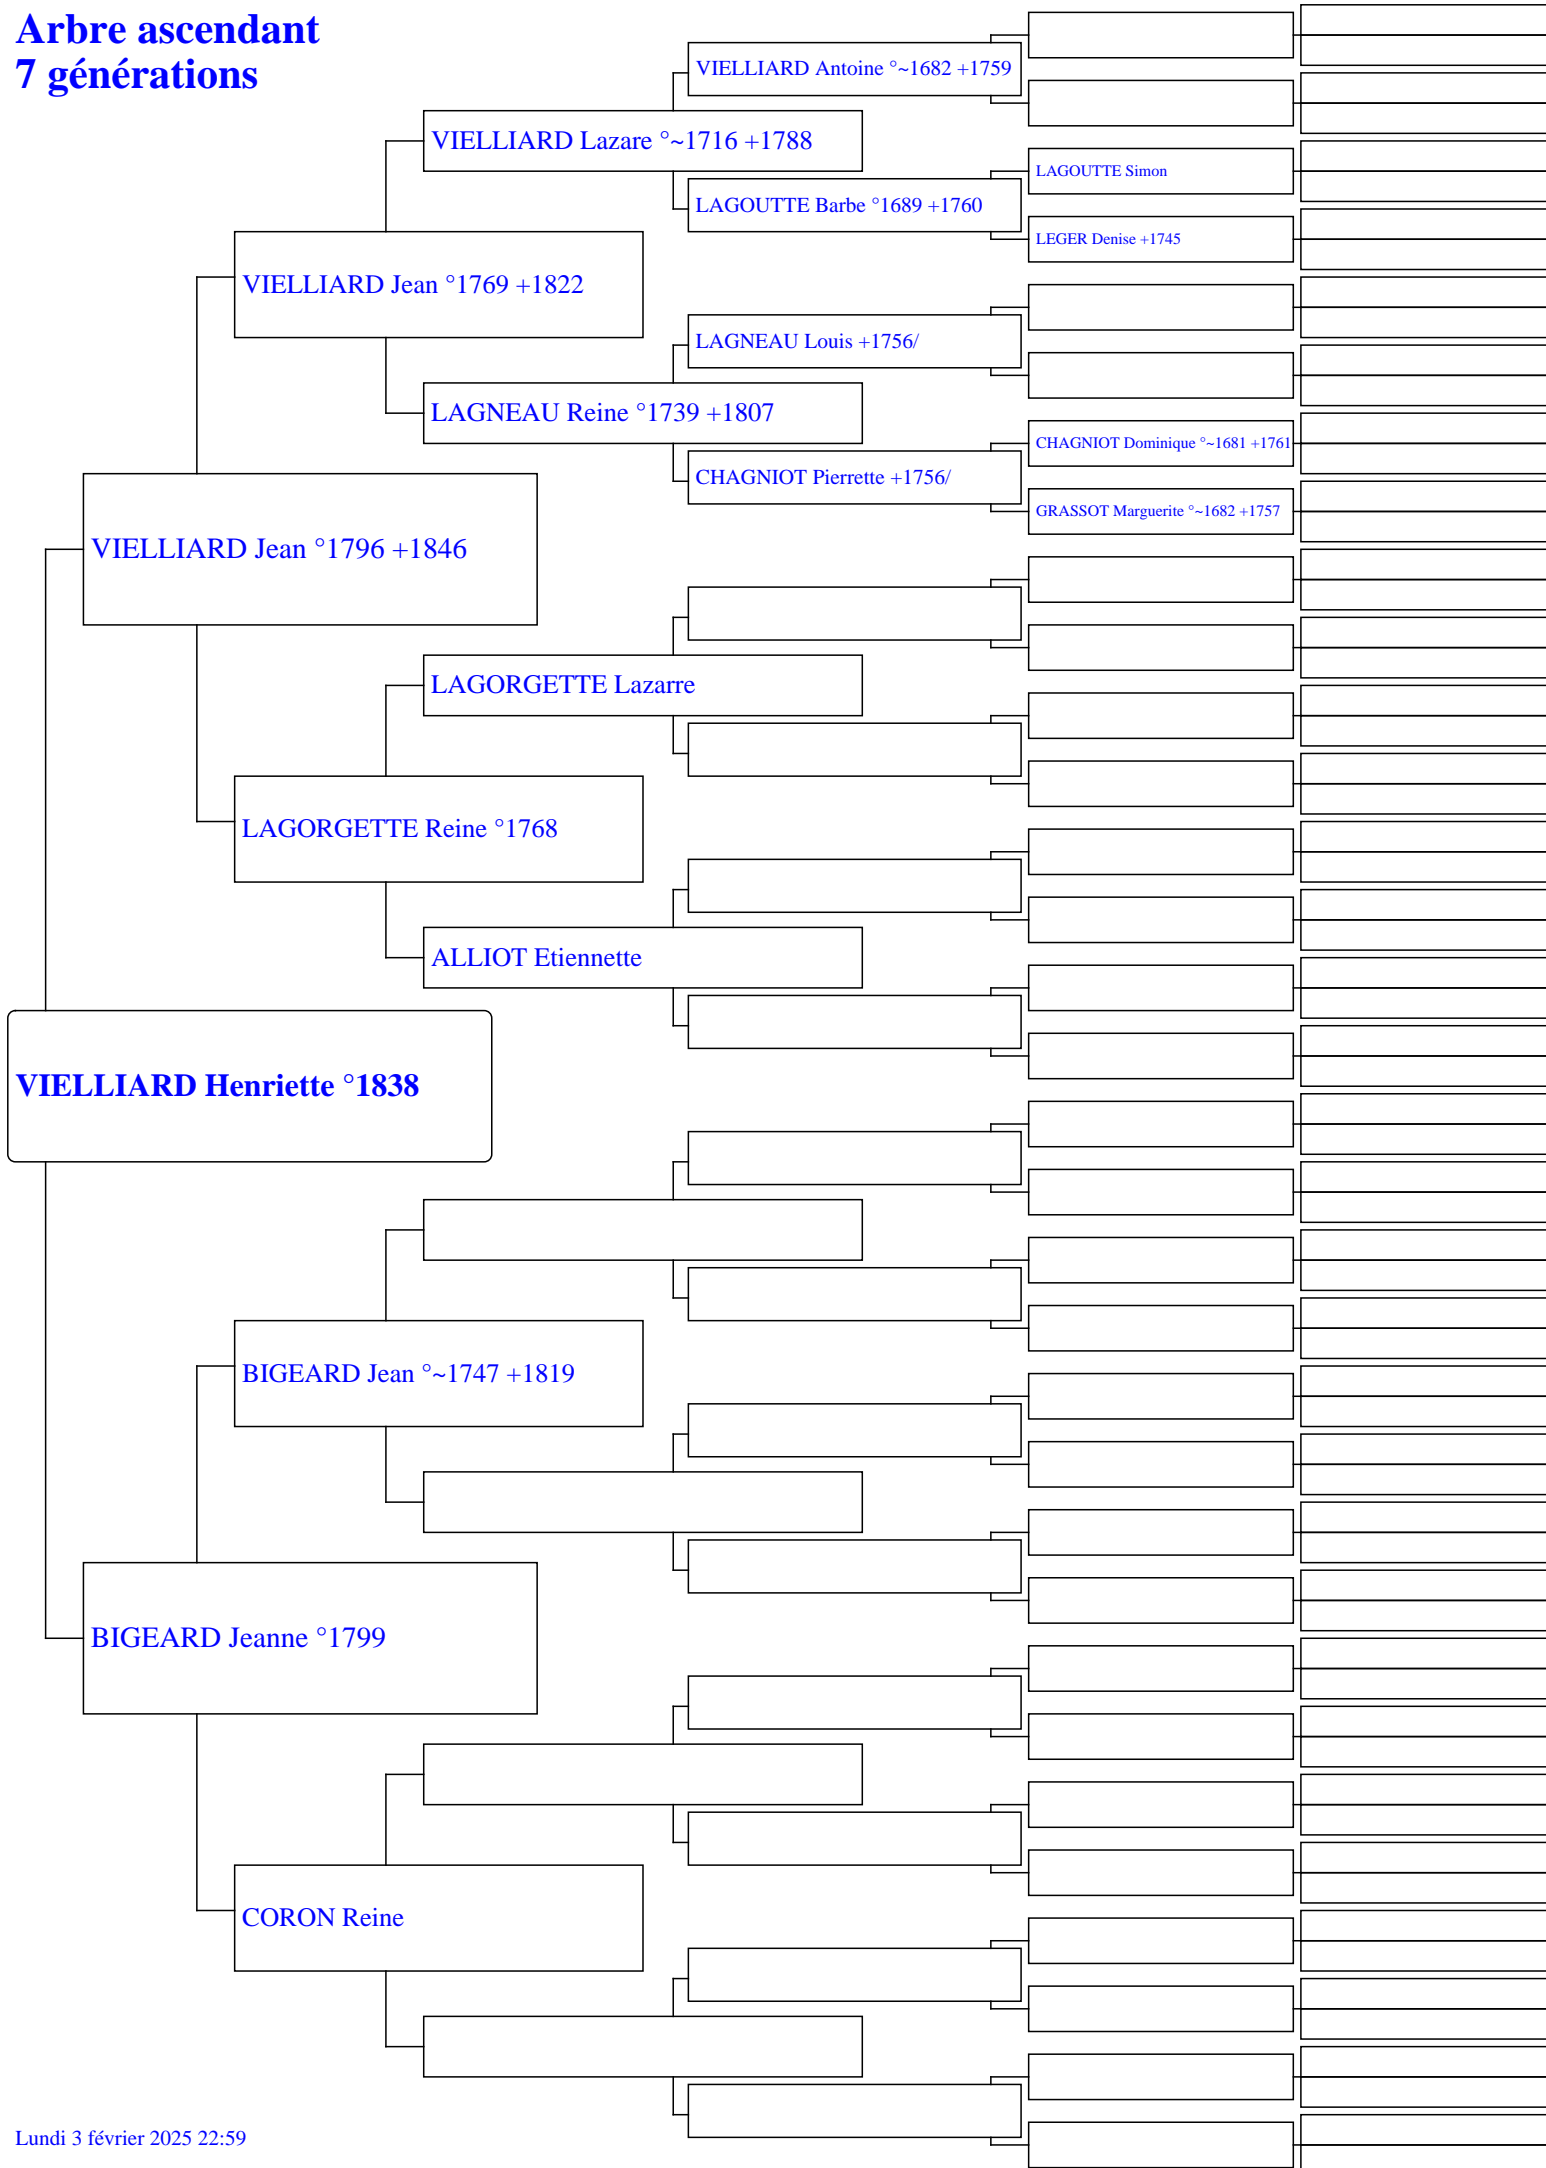 Arbre ascendant
7 générations
VIELLIARD Antoine °~1682 +1759
VIELLIARD Lazare °~1716 +1788
LAGOUTTE Simon
LAGOUTTE Barbe °1689 +1760
LEGER Denise +1745
VIELLIARD Jean °1769 +1822
LAGNEAU Louis +1756/
LAGNEAU Reine °1739 +1807
CHAGNIOT Dominique °~1681 +1761
CHAGNIOT Pierrette +1756/
GRASSOT Marguerite °~1682 +1757
VIELLIARD Jean °1796 +1846
LAGORGETTE Lazarre
LAGORGETTE Reine °1768
ALLIOT Etiennette
VIELLIARD Henriette °1838
BIGEARD Jean °~1747 +1819
BIGEARD Jeanne °1799
CORON Reine
Lundi 3 février 2025 22:59